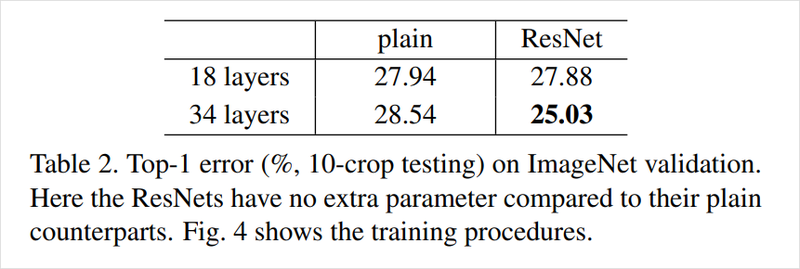 plain ResNet
18 layers 27.94 27.88
34 layers 28.54 25.03
Table 2. Top-1 error (%, 10-crop testing) on ImageNet validation.
Here the ResNets have no extra parameter compared to their plain
counterparts. Fig. 4 shows the training procedures.